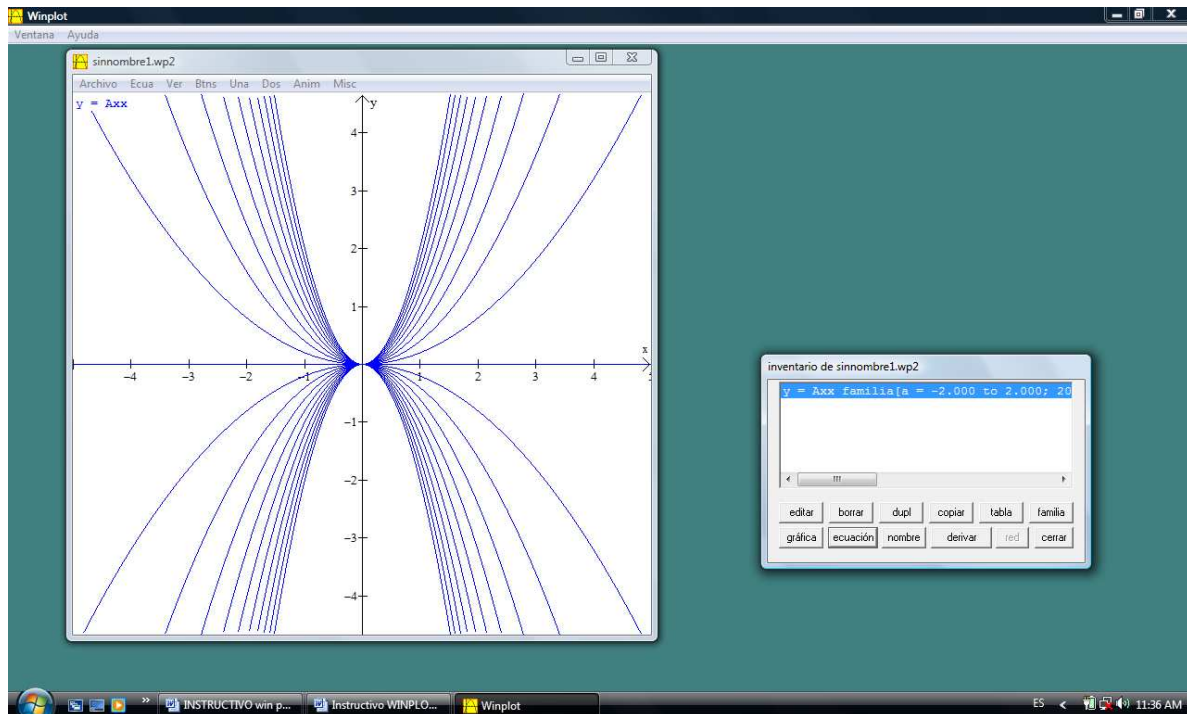 Winplot
Ventana Ayuda
sinnombre1.wp2
Archivo Ecua Ver Btns Una Dos Anim Misc
y = Axx
y
4
3
2
1
x
-4 -3 -2 -1 1 2 3 4 5
-1
-2
-3
-4
inventario de sinnombre1.wp2
y = Axx familia[a = -2.000 to 2.000; 20
editar borrar dupl copiar tabla familia
gráfica ecuación nombre derivar red cerrar
INSTRUCTIVO win p... Instructivo WINPLO... Winplot ES 11:36 AM